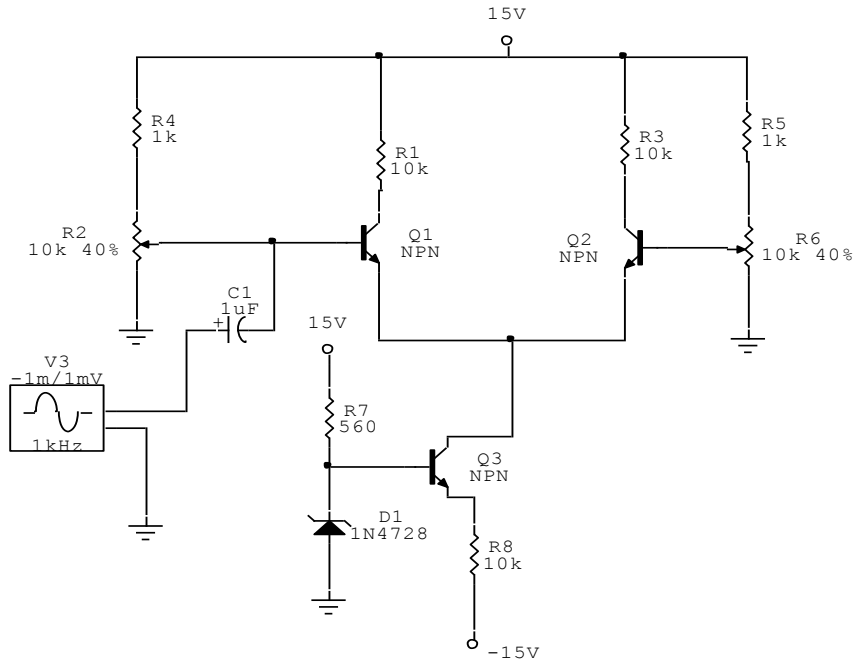 15V
R4
1k
R1
10k
R3
10k
R5
1k
R2
10k 40%
Q1
NPN
Q2
NPN
R6
10k 40%
C1
1uF
+
15V
V3
-1m/1mV
1kHz
R7
560
Q3
NPN
D1
1N4728
R8
10k
-15V